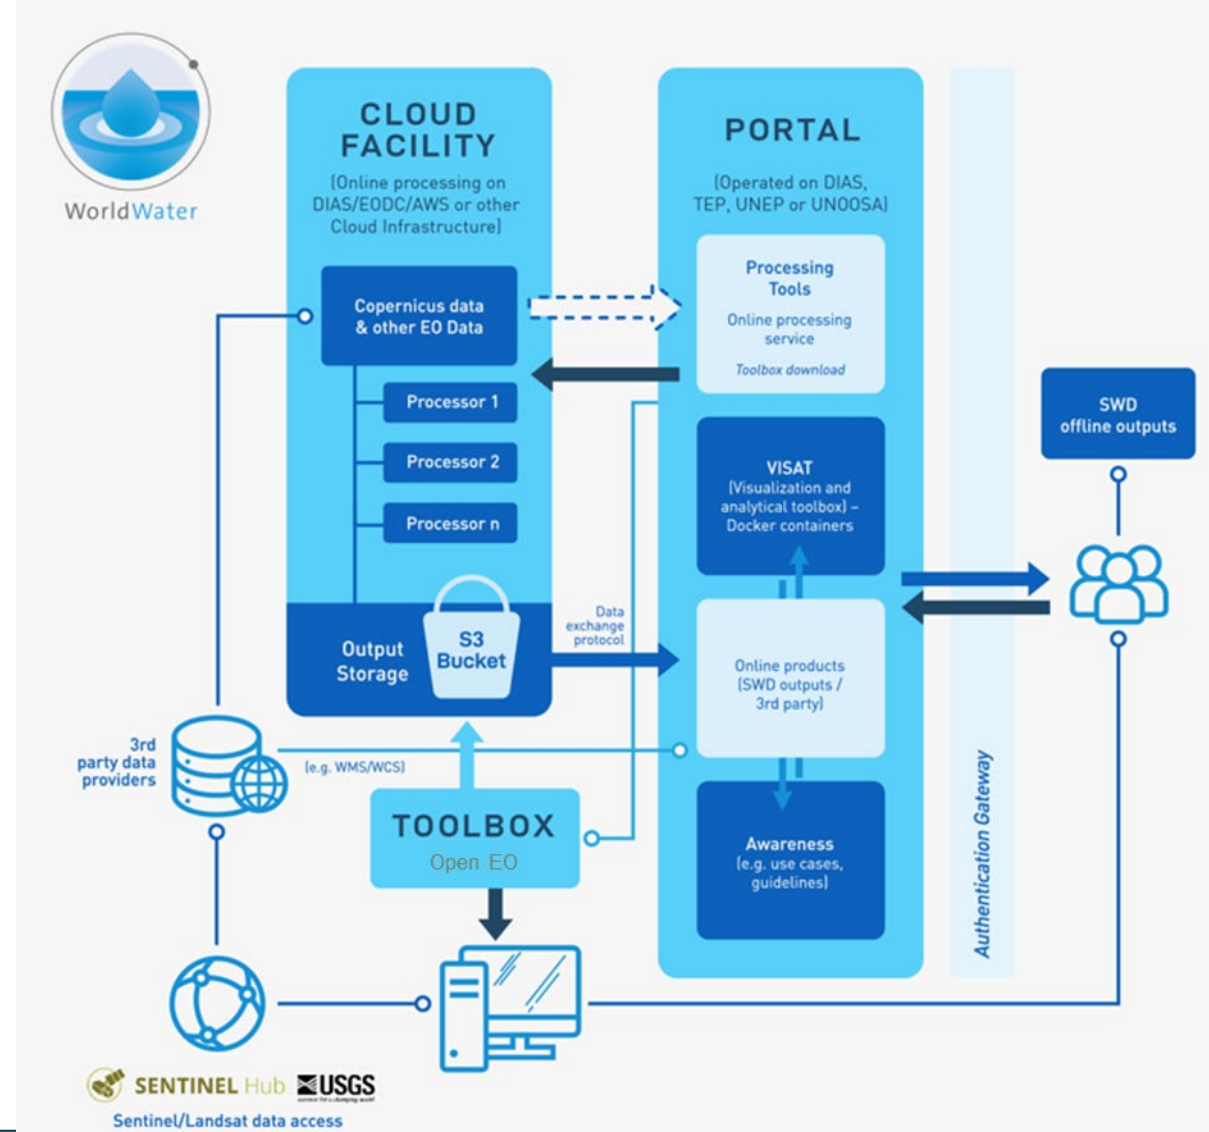 WorldWater
CLOUD
FACILITY
(Online processing on
DIAS/EODC/AWS or other
Cloud Infrastructure)
Copernicus data
& other EO Data
Processor 1
Processor 2
Processor n
Output
Storage
S3
Bucket
Data
exchange
protocol
PORTAL
(Operated on DIAS,
TEP, UNEP or UNOOSA)
Processing
Tools
Online processing
service
Toolbox download
VISAT
(Visualization and
analytical toolbox) –
Docker containers
Online products
(SWD outputs /
3rd party)
Awareness
(e.g. use cases,
guidelines)
Authentication Gateway
SWD
offline outputs
3rd
party data
providers
(e.g. WMS/WCS)
TOOLBOX
Open EO
SENTINEL Hub
USGS
science for a changing world
Sentinel/Landsat data access